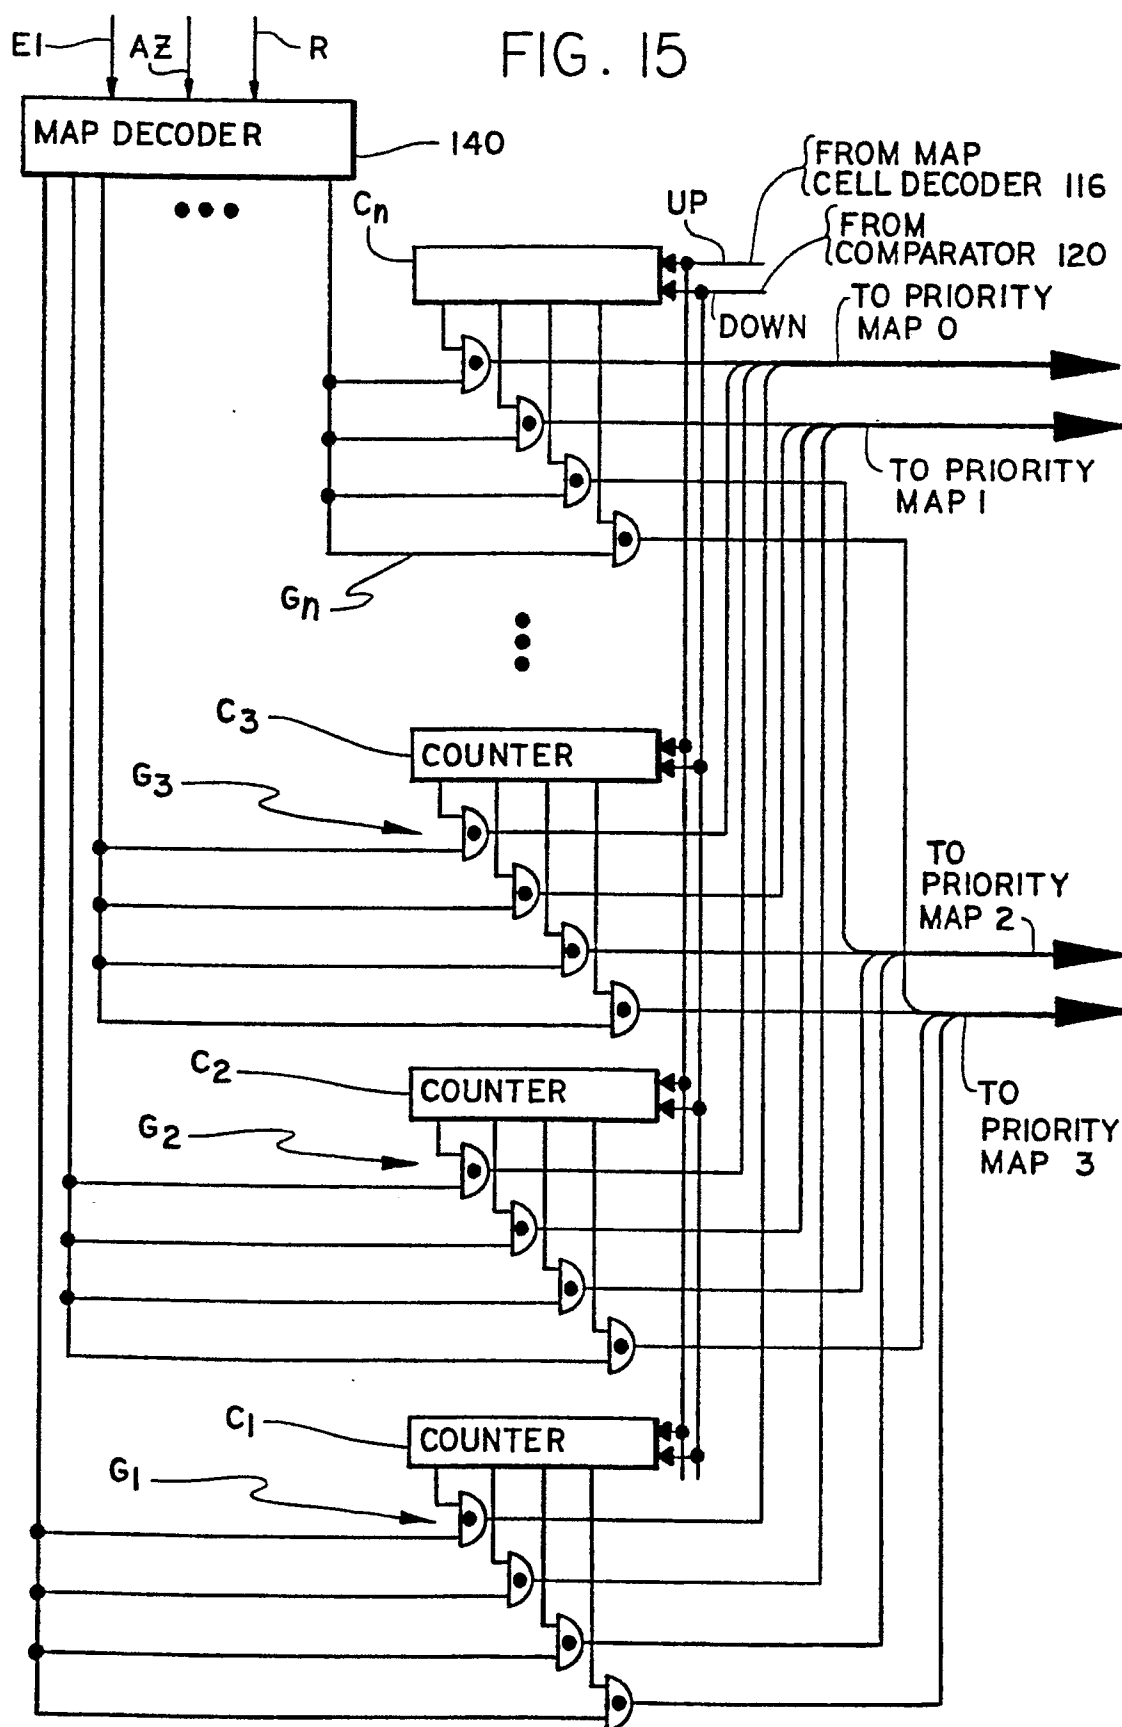 FIG. 15
EI
AZ
R
MAP DECODER
140
Cn
UP
FROM MAP
CELL DECODER 116
FROM
COMPARATOR 120
DOWN
TO PRIORITY
MAP 0
TO PRIORITY
MAP 1
Gn
C3
COUNTER
G3
TO
PRIORITY
MAP 2
C2
COUNTER
G2
TO
PRIORITY
MAP 3
C1
COUNTER
G1